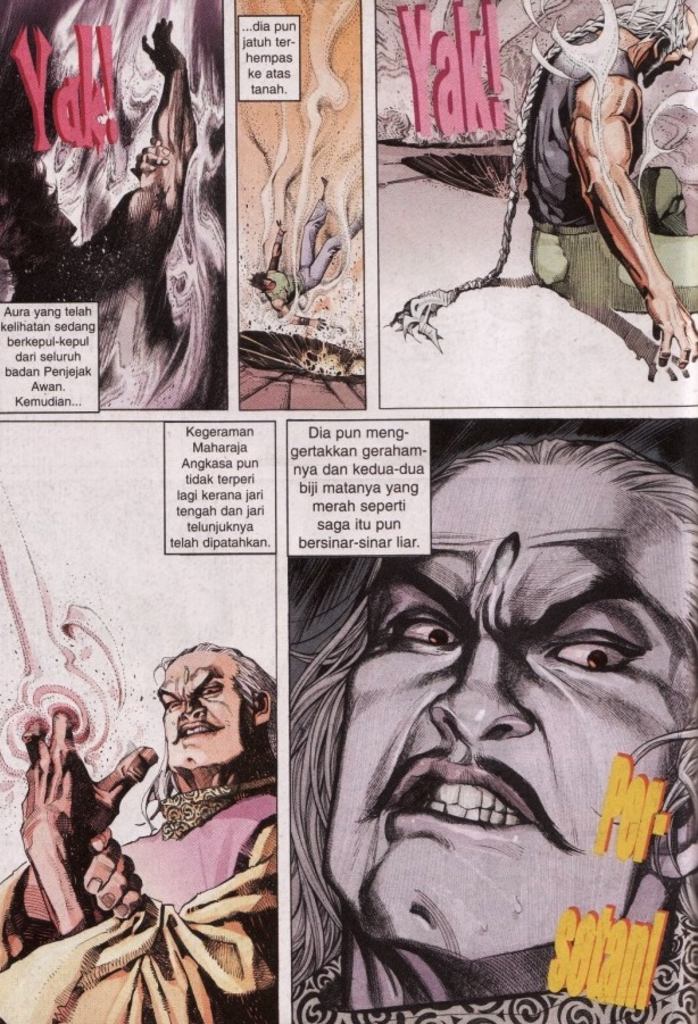 Yak!
Aura yang telah
kelihatan sedang
berkepul-kepul
dari seluruh
badan Penjejak
Awan.
Kemudian...
...dia pun
jatuh ter-
hempas
ke atas
tanah.
Yak!
Kegeraman
Maharaja
Angkasa pun
tidak terperi
lagi kerana jari
tengah dan jari
telunjuknya
telah dipatahkan.
Dia pun meng-
gertakkan geraham-
nya dan kedua-dua
biji matanya yang
merah seperti
saga itu pun
bersinar-sinar liar.
Per-
setan!